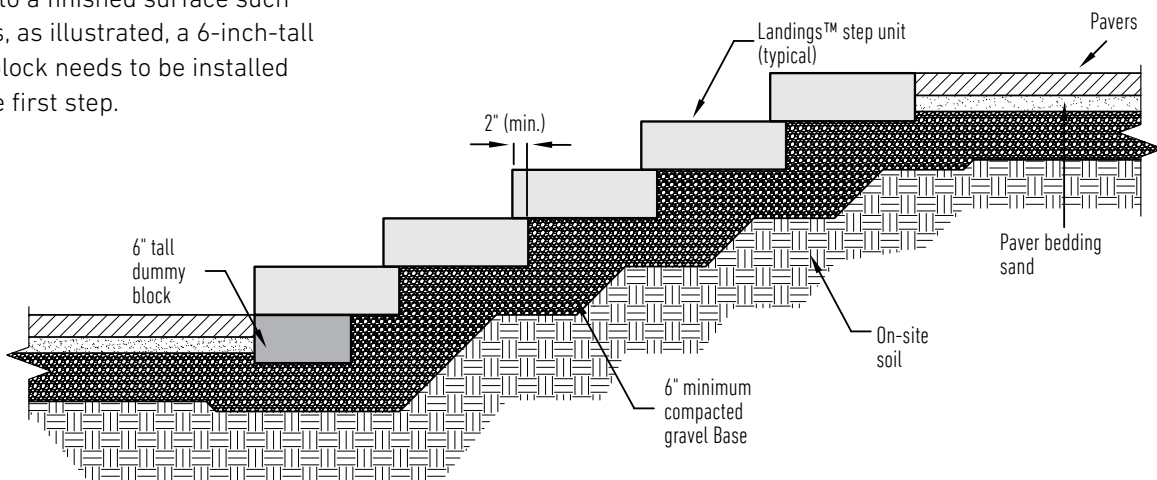 to a finished surface such
s, as illustrated, a 6-inch-tall
block needs to be installed
e first step.
Landings™ step unit
(typical)
Pavers
2" (min.)
6" tall
dummy
block
Paver bedding
sand
On-site
soil
6" minimum
compacted
gravel Base